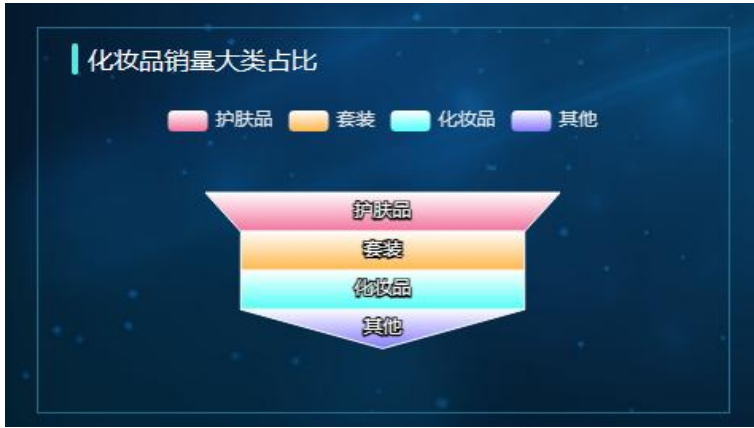 化妆品销量大类占比
护肤品 套装 化妆品 其他
护肤品
套装
化妆品
其他